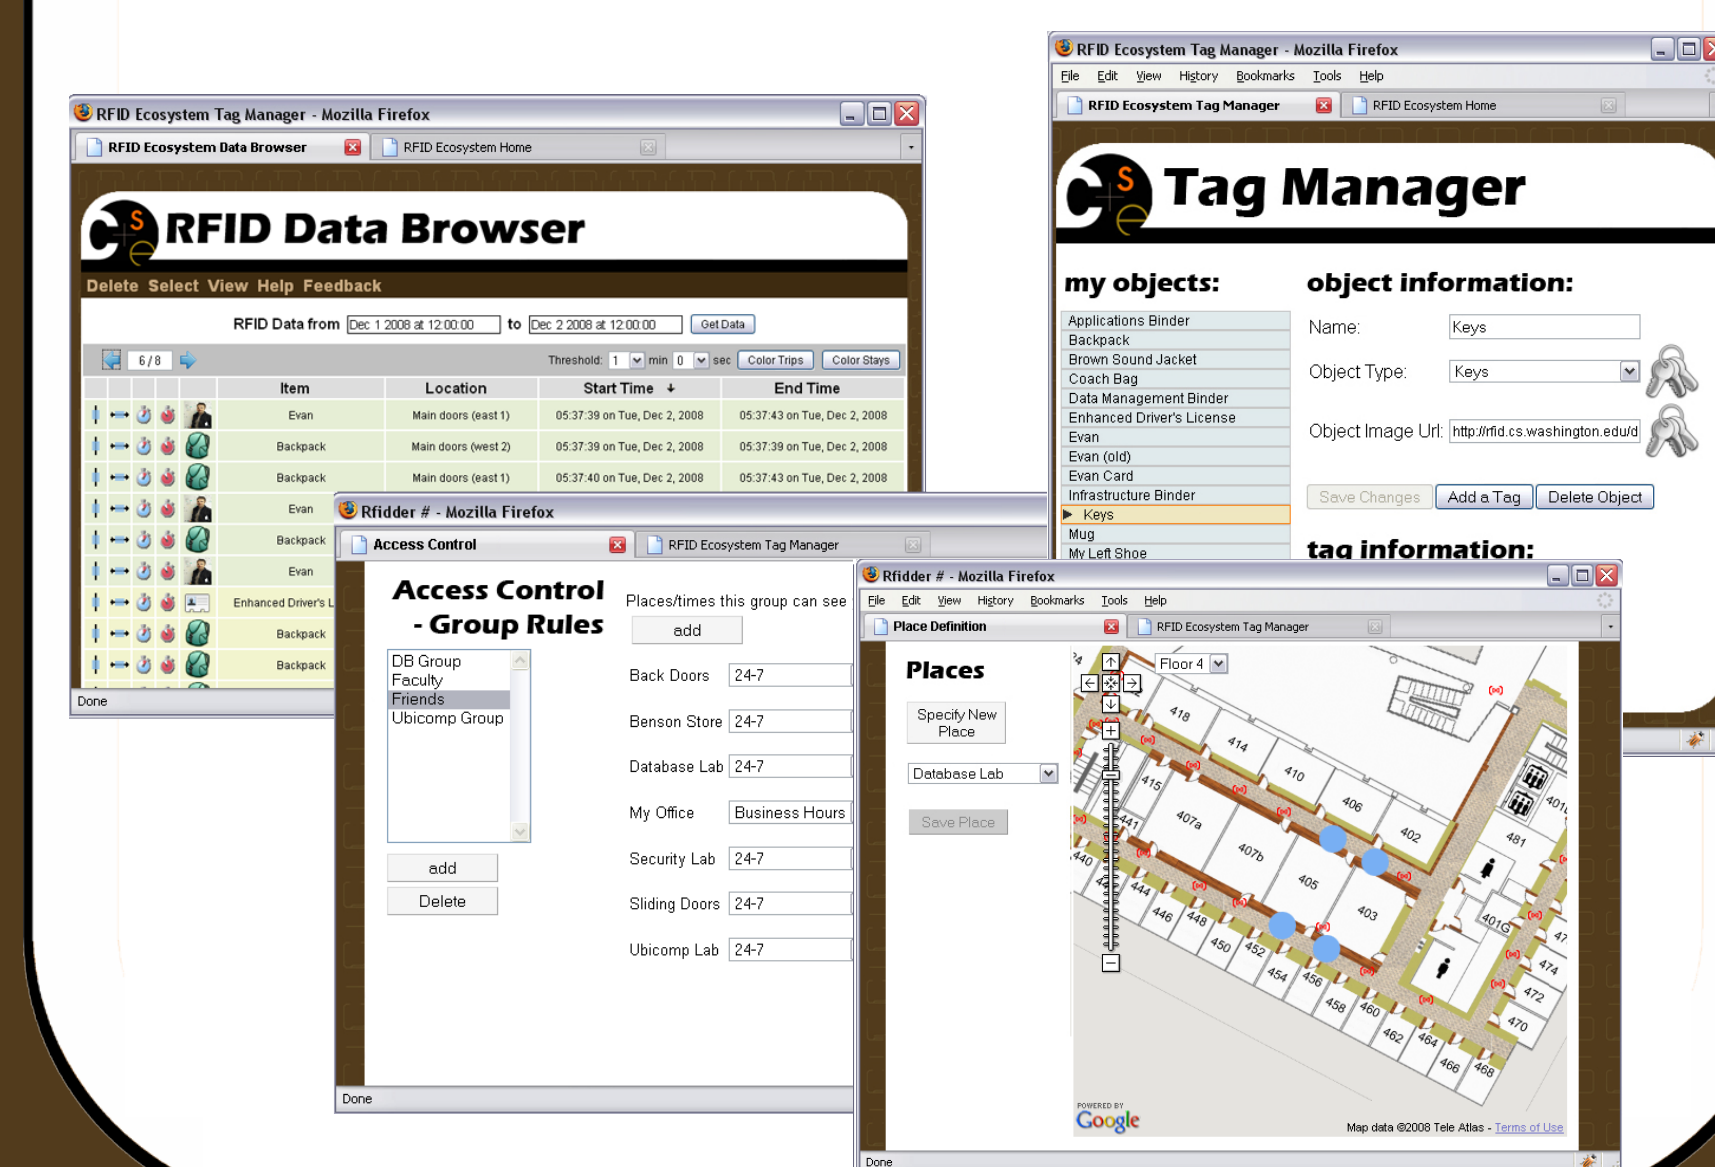 RFID Ecosystem Tag Manager - Mozilla Firefox
RFID Ecosystem Data Browser
RFID Ecosystem Home
RFID Data Browser
Delete Select View Help Feedback
RFID Data from Dec 1 2008 at 12:00:00 to Dec 2 2008 at 12:00:00 Get Data
6 / 8 Threshold: 1 min 0 sec Color Trips Color Stays
Item Location Start Time End Time
Evan Main doors (east 1) 05:37:39 on Tue, Dec 2, 2008 05:37:43 on Tue, Dec 2, 2008
Backpack Main doors (west 2) 05:37:39 on Tue, Dec 2, 2008 05:37:43 on Tue, Dec 2, 2008
Backpack Main doors (east 1) 05:37:40 on Tue, Dec 2, 2008 05:37:43 on Tue, Dec 2, 2008
Evan
Backpack
Evan
Enhanced Driver's L
Backpack
Backpack
Done
RFID Ecosystem Tag Manager - Mozilla Firefox
File Edit View History Bookmarks Tools Help
RFID Ecosystem Tag Manager
RFID Ecosystem Home
Tag Manager
my objects:
Applications Binder
Backpack
Brown Sound Jacket
Coach Bag
Data Management Binder
Enhanced Driver's License
Evan
Evan (old)
Evan Card
Infrastructure Binder
Keys
Mug
My Left Shoe
object information:
Name: Keys
Object Type: Keys
Object Image Url: http://rfid.cs.washington.edu/d
Save Changes Add a Tag Delete Object
tag information:
Rfidder # - Mozilla Firefox
Access Control
RFID Ecosystem Tag Manager
Access Control
- Group Rules
DB Group
Faculty
Friends
Ubicomp Group
add
Delete
Places/times this group can see
add
Back Doors 24-7
Benson Store 24-7
Database Lab 24-7
My Office Business Hours
Security Lab 24-7
Sliding Doors 24-7
Ubicomp Lab 24-7
Done
Rfidder # - Mozilla Firefox
File Edit View History Bookmarks Tools Help
Place Definition
RFID Ecosystem Tag Manager
Places
Specify New
Place
Database Lab
Save Place
Floor 4
418
414
410
406
402
415
407a
407b
405
403
441
440
444
446
448
450
452
454
456
458
460
462
464
466
468
470
472
474
481
401G
POWERED BY
Google
Map data ©2008 Tele Atlas - Terms of Use
Done